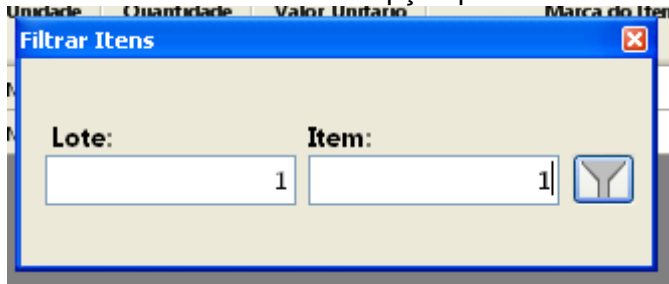 Unidade Quantidade Valor Unitário Marca do Item
Filtrar Itens
Lote: Item:
1 1